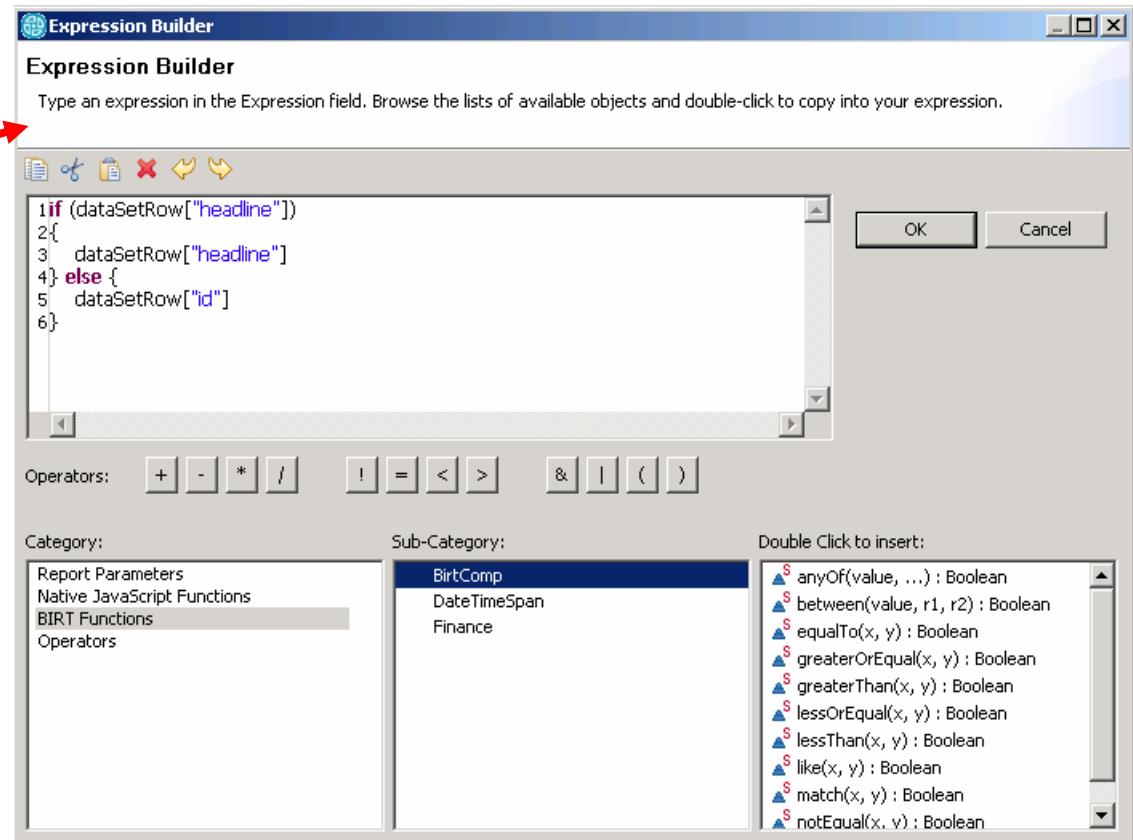 Expression Builder
Expression Builder
Type an expression in the Expression field. Browse the lists of available objects and double-click to copy into your expression.
1 if (dataSetRow["headline"])
2 {
3 dataSetRow["headline"]
4 } else {
5 dataSetRow["id"]
6 }
OK Cancel
Operators: + - * / ! = < > & | ( )
Category:
Report Parameters
Native JavaScript Functions
BIRT Functions
Operators
Sub-Category:
BirtComp
DateTimeSpan
Finance
Double Click to insert:
S anyOf(value, ...) : Boolean
S between(value, r1, r2) : Boolean
S equalTo(x, y) : Boolean
S greaterOrEqual(x, y) : Boolean
S greaterThan(x, y) : Boolean
S lessOrEqual(x, y) : Boolean
S lessThan(x, y) : Boolean
S like(x, y) : Boolean
S match(x, y) : Boolean
S notEqual(x, y) : Boolean